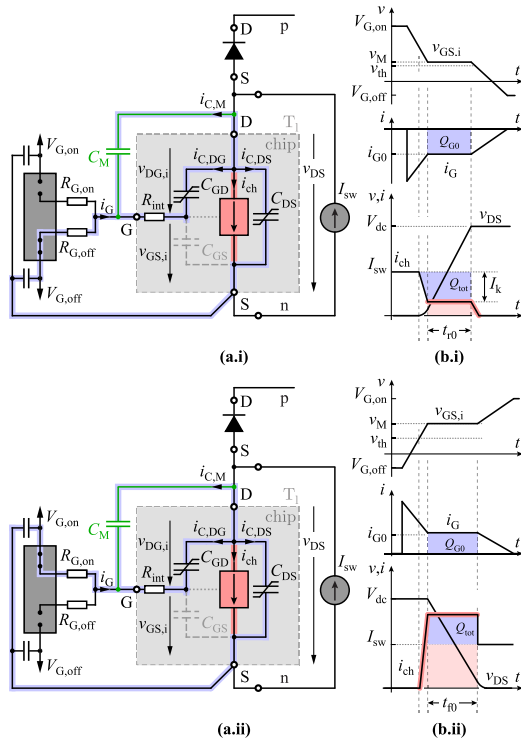 D
p
S
i_C,M
D
T_1
chip
C_M
V_G,on
v_DG,i
i_C,DG
i_C,DS
R_G,on
i_G
R_int
C_GD
i_ch
C_DS
v_DS
I_sw
G
R_G,off
v_GS,i
C_GS
V_G,off
S
n
(a.i)
v
V_G,on
v_M
v_GS,i
v_th
t
V_G,off
i
t
Q_G0
i_G0
i_G
v,i
V_dc
v_DS
I_sw
i_ch
Q_tot
I_k
t
t_r0
(b.i)
D
p
S
i_C,M
D
T_1
chip
V_G,on
C_M
v_DG,i
i_C,DG
i_C,DS
R_G,on
i_G
R_int
C_GD
i_ch
C_DS
v_DS
I_sw
G
R_G,off
v_GS,i
C_GS
V_G,off
S
n
(a.ii)
v
V_G,on
v_M
v_GS,i
v_th
t
V_G,off
i
i_G
i_G0
Q_G0
t
v,i
V_dc
Q_tot
I_sw
i_ch
v_DS
t
t_f0
(b.ii)